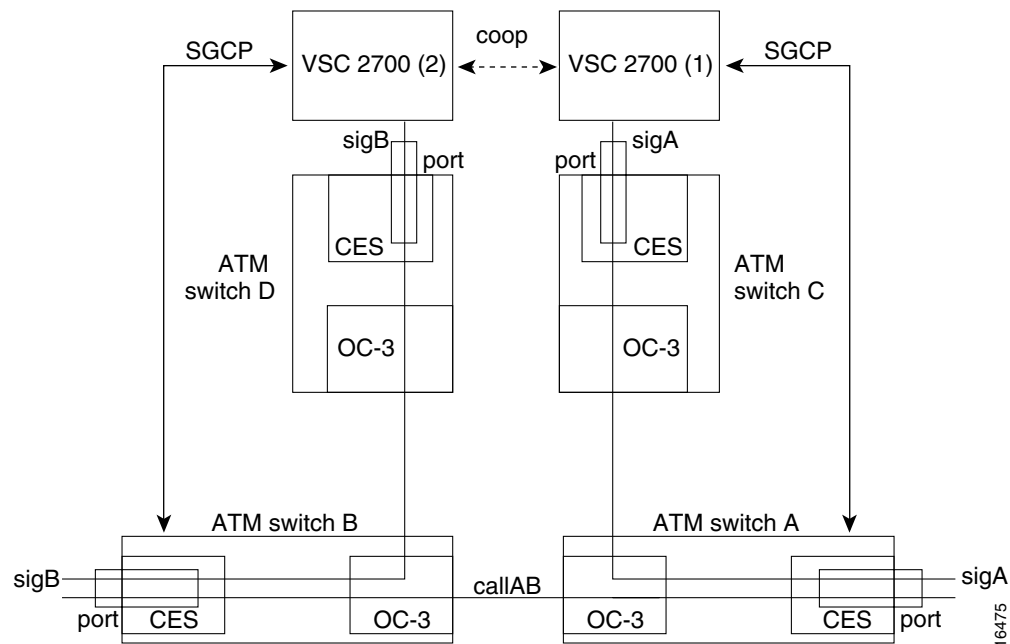 SGCP
VSC 2700 (2)
coop
VSC 2700 (1)
SGCP
sigB
port
sigA
port
CES
CES
ATM
switch D
ATM
switch C
OC-3
OC-3
ATM switch B
ATM switch A
sigB
port
CES
OC-3
callAB
OC-3
CES
port
sigA
16475